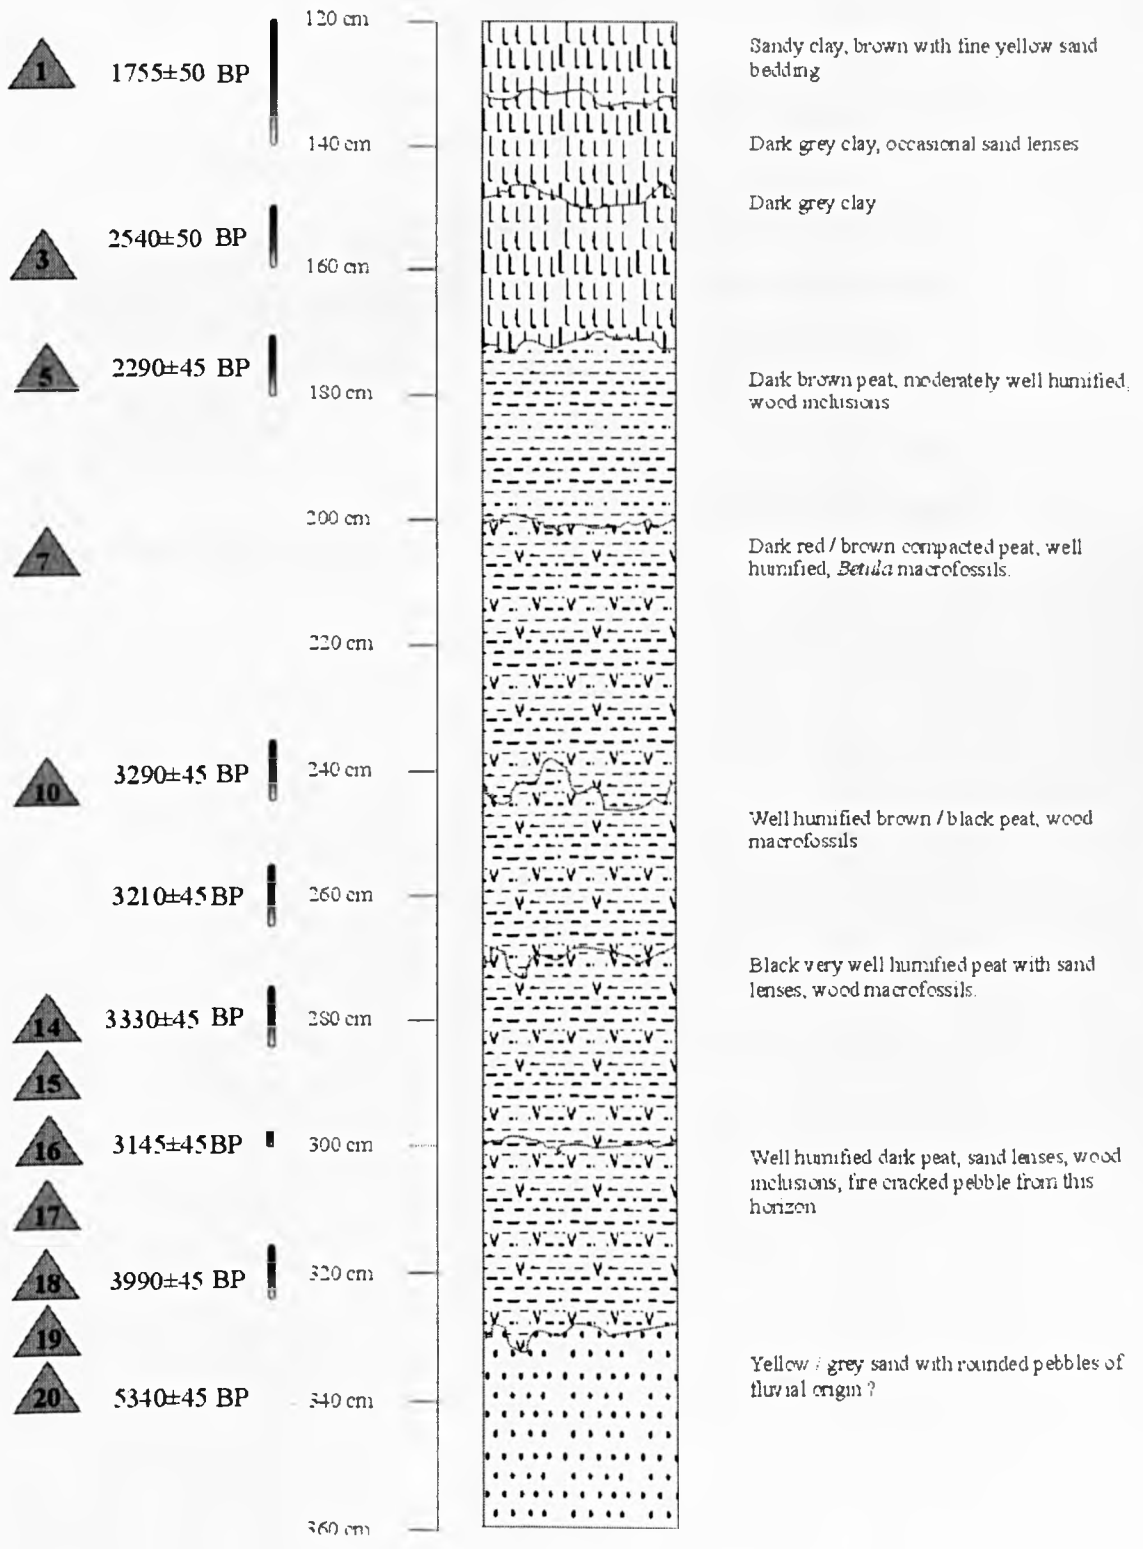 120 cm
Sandy clay, brown with fine yellow sand
bedding
1
1755±50 BP
140 cm
Dark grey clay, occasional sand lenses
Dark grey clay
3
2540±50 BP
160 cm
5
2290±45 BP
180 cm
Dark brown peat, moderately well humified,
wood inclusions
200 cm
7
Dark red / brown compacted peat, well
humified, Betula macrofossils.
220 cm
10
3290±45 BP
240 cm
Well humified brown / black peat, wood
macrofossils
3210±45 BP
260 cm
Black very well humified peat with sand
lenses, wood macrofossils.
14
3330±45 BP
280 cm
15
16
3145±45 BP
300 cm
Well humified dark peat, sand lenses, wood
inclusions, fire cracked pebble from this
horizon
17
18
3990±45 BP
320 cm
19
Yellow / grey sand with rounded pebbles of
fluvial origin ?
20
5340±45 BP
340 cm
360 cm